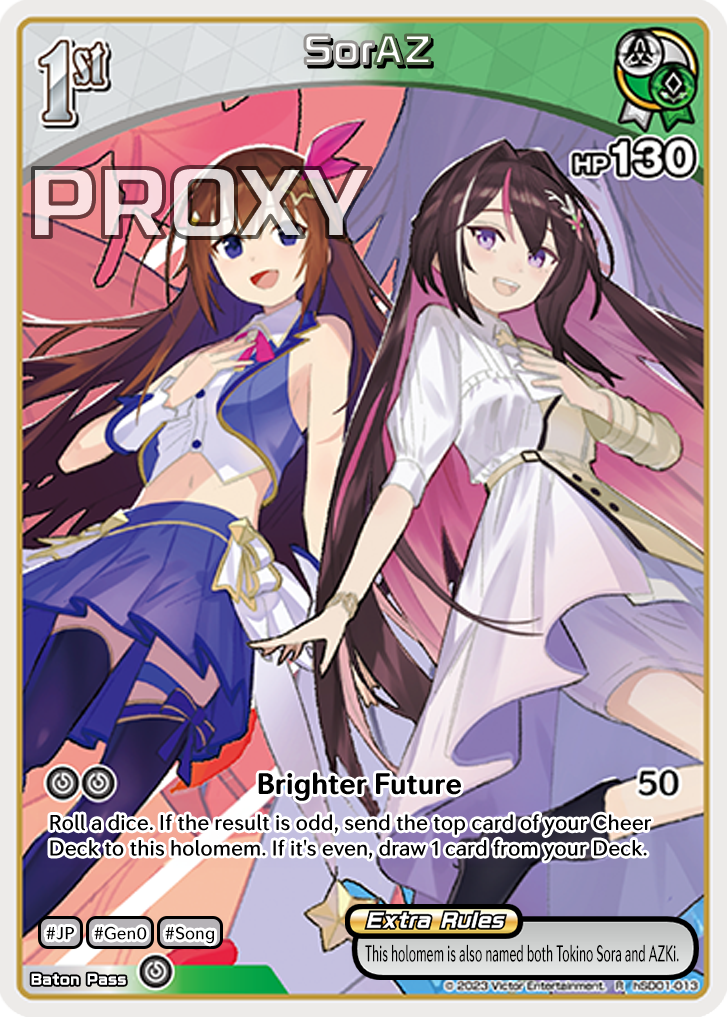 1st
SorAZ
HP 130
PROXY
Brighter Future 50
Roll a dice. If the result is odd, send the top card of your Cheer
Deck to this holomem. If it's even, draw 1 card from your Deck.
#JP #Gen0 #Song
Extra Rules
This holomem is also named both Tokino Sora and AZKi.
Baton Pass
© 2023 Victor Entertainment. R hSD01-013